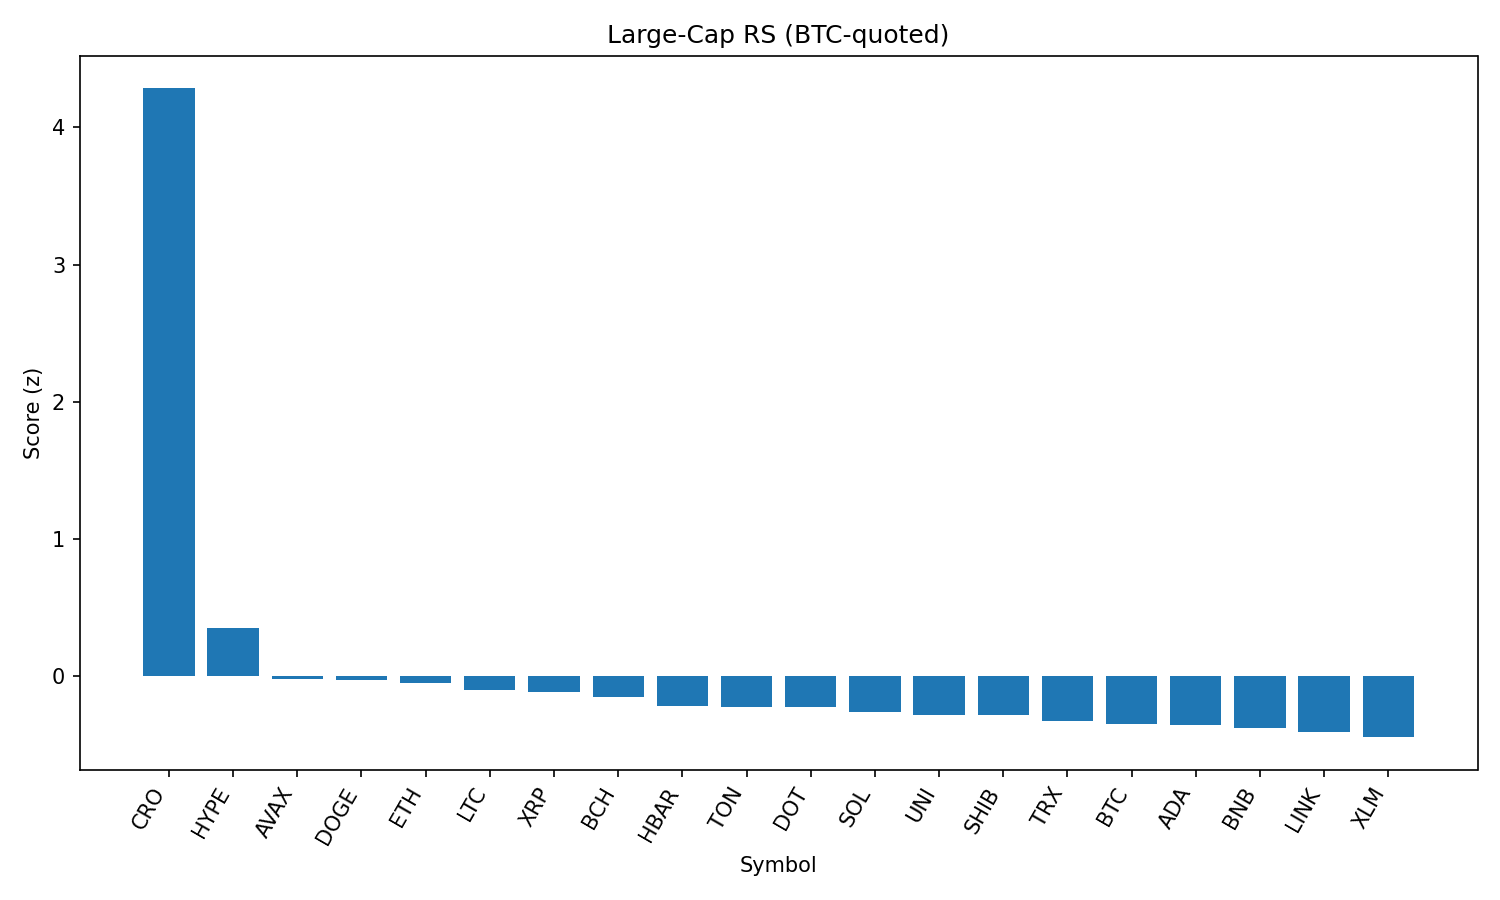 Large-Cap RS (BTC-quoted)
Score (z)
4
3
2
1
0
CRO
HYPE
AVAX
DOGE
ETH
LTC
XRP
BCH
HBAR
TON
DOT
SOL
UNI
SHIB
TRX
BTC
ADA
BNB
LINK
XLM
Symbol